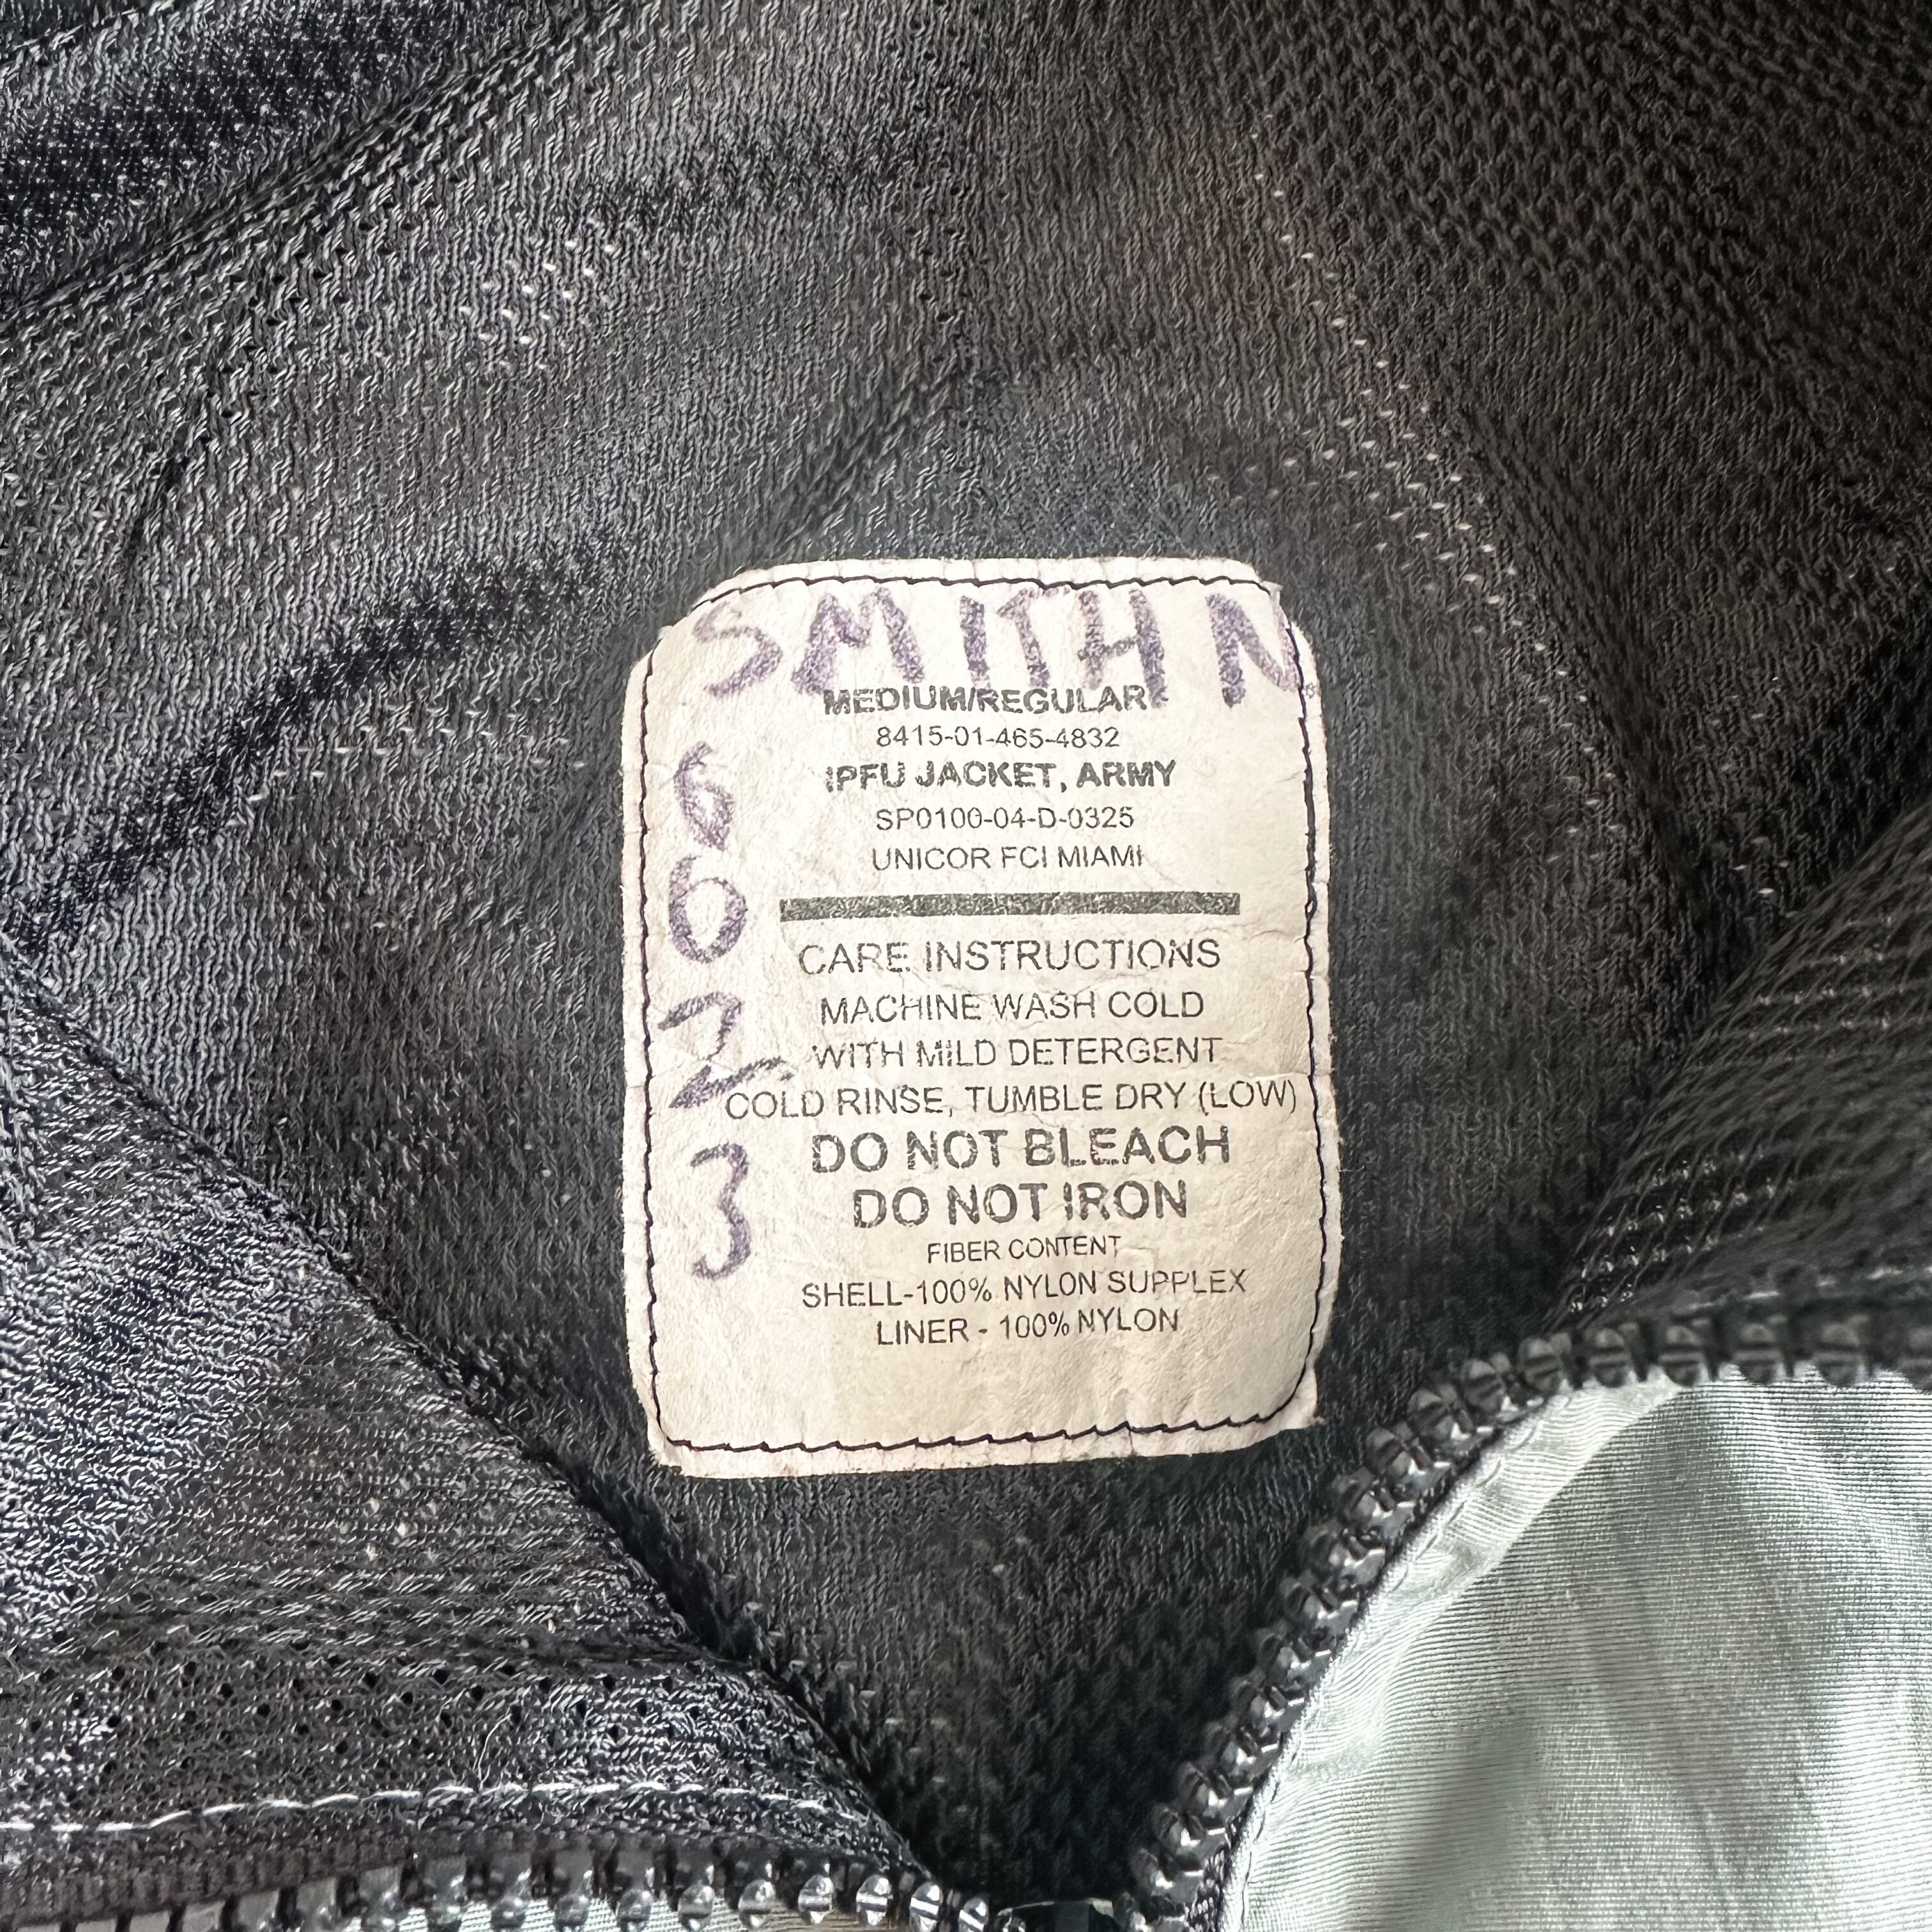 SMITH N
MEDIUM/REGULAR
8415-01-465-4832
IPFU JACKET, ARMY
SP0100-04-D-0325
UNICOR FCI MIAMI
6
0
2
3
CARE INSTRUCTIONS
MACHINE WASH COLD
WITH MILD DETERGENT
COLD RINSE, TUMBLE DRY (LOW)
DO NOT BLEACH
DO NOT IRON
FIBER CONTENT
SHELL-100% NYLON SUPPLEX
LINER - 100% NYLON